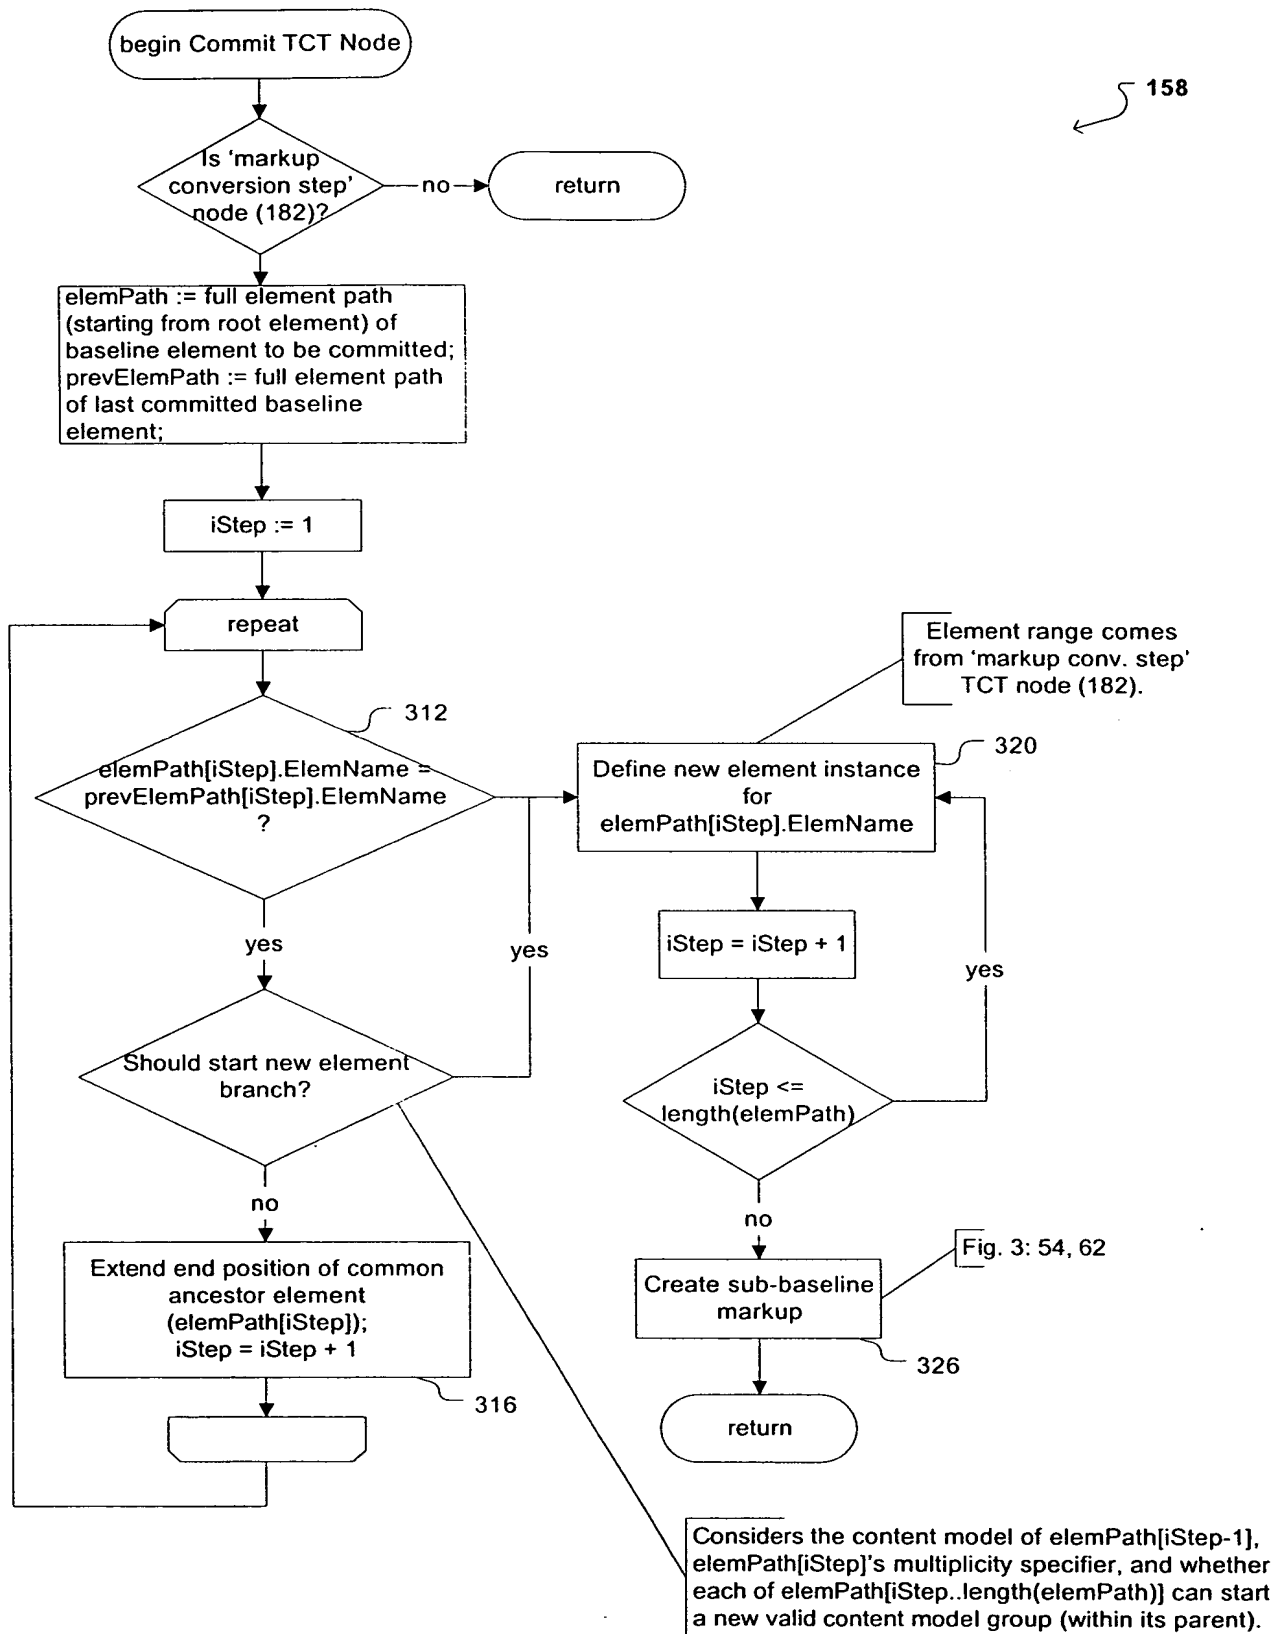 begin Commit TCT Node
158
Is 'markup
conversion step'
node (182)?
no
return
elemPath := full element path
(starting from root element) of
baseline element to be committed;
prevElemPath := full element path
of last committed baseline
element;
iStep := 1
repeat
Element range comes
from 'markup conv. step'
TCT node (182).
312
elemPath[iStep].ElemName =
prevElemPath[iStep].ElemName
?
320
Define new element instance
for
elemPath[iStep].ElemName
yes
yes
iStep = iStep + 1
yes
Should start new element
branch?
iStep <=
length(elemPath)
no
no
Extend end position of common
ancestor element
(elemPath[iStep]);
iStep = iStep + 1
316
Fig. 3: 54, 62
Create sub-baseline
markup
326
return
Considers the content model of elemPath[iStep-1],
elemPath[iStep]'s multiplicity specifier, and whether
each of elemPath[iStep..length(elemPath)] can start
a new valid content model group (within its parent).